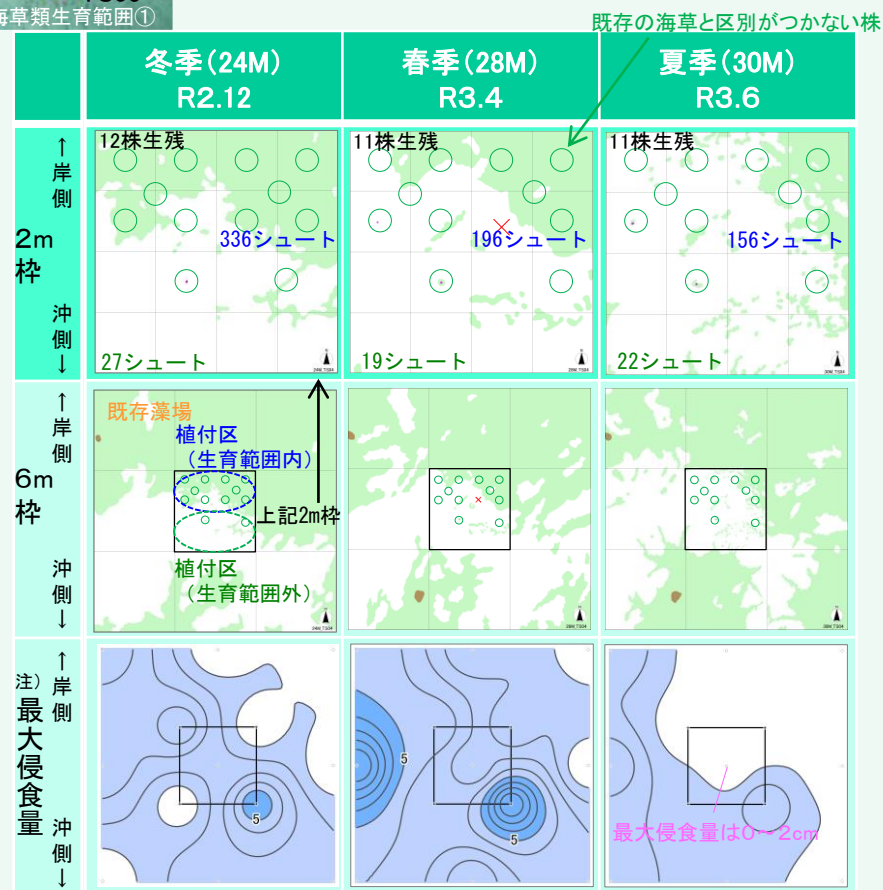 海草類生育範囲①
既存の海草と区別がつかない株
冬季(24M)
R2.12
春季(28M)
R3.4
夏季(30M)
R3.6
↑岸側
2m枠
沖側↓
12株生残
336シュート
27シュート
11株生残
196シュート
19シュート
11株生残
156シュート
22シュート
↑岸側
6m枠
沖側↓
既存藻場
植付区
(生育範囲内)
上記2m枠
植付区
(生育範囲外)
↑岸側
注)最大侵食量
沖側↓
5
5
5
最大侵食量は0~2cm